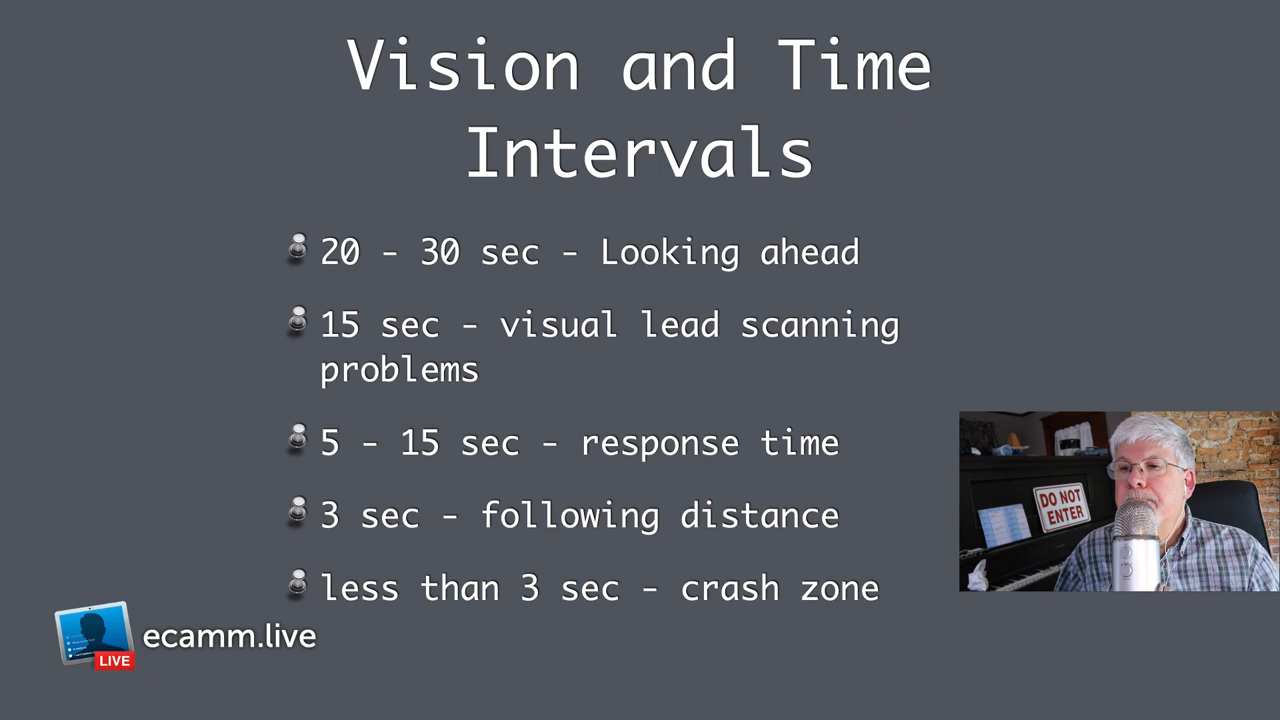 Vision and Time
Intervals
20 - 30 sec - Looking ahead
15 sec - visual lead scanning
problems
5 - 15 sec - response time
3 sec - following distance
less than 3 sec - crash zone
DO NOT
ENTER
ecamm.live
LIVE